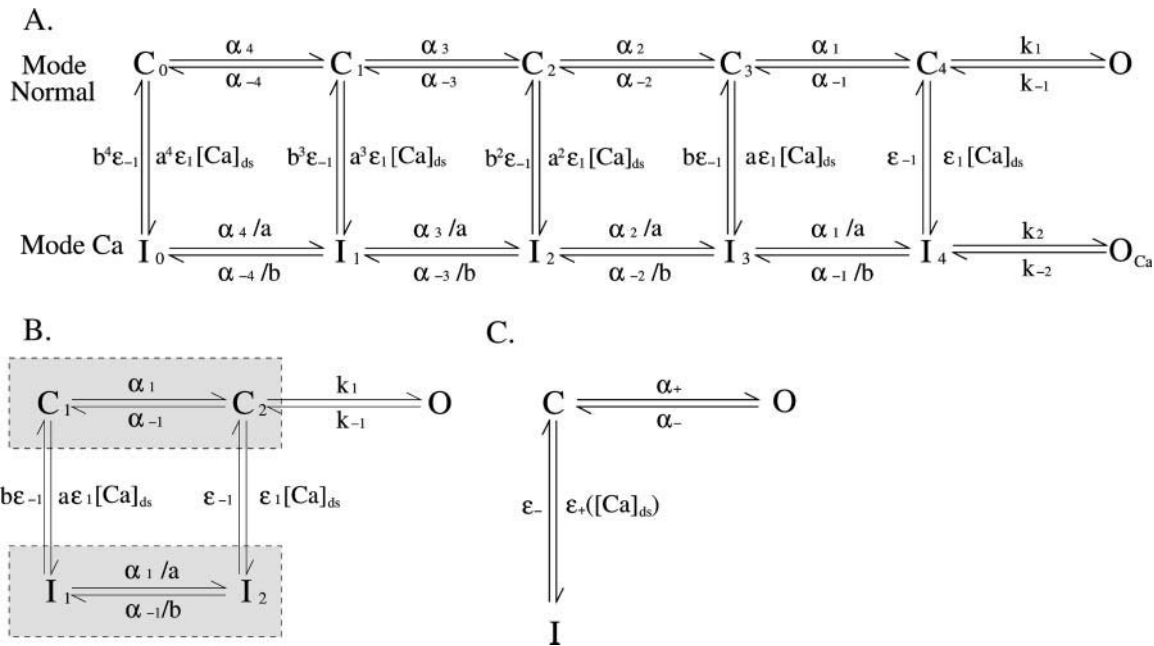 A.
α₄ α₃ α₂ α₁ k₁
Mode Normal C₀ C₁ C₂ C₃ C₄ O
α₋₄ α₋₃ α₋₂ α₋₁ k₋₁
b⁴ε₋₁ a⁴ε₁[Ca]ds b³ε₋₁ a³ε₁[Ca]ds b²ε₋₁ a²ε₁[Ca]ds bε₋₁ aε₁[Ca]ds ε₋₁ ε₁[Ca]ds
α₄/a α₃/a α₂/a α₁/a k₂
Mode Ca I₀ I₁ I₂ I₃ I₄ O_Ca
α₋₄/b α₋₃/b α₋₂/b α₋₁/b k₋₂
B.
α₁ k₁
C₁ C₂ O
α₋₁ k₋₁
bε₋₁ aε₁[Ca]ds ε₋₁ ε₁[Ca]ds
α₁/a
I₁ I₂
α₋₁/b
C.
α₊
C O
α₋
ε₋ ε₊([Ca]ds)
I